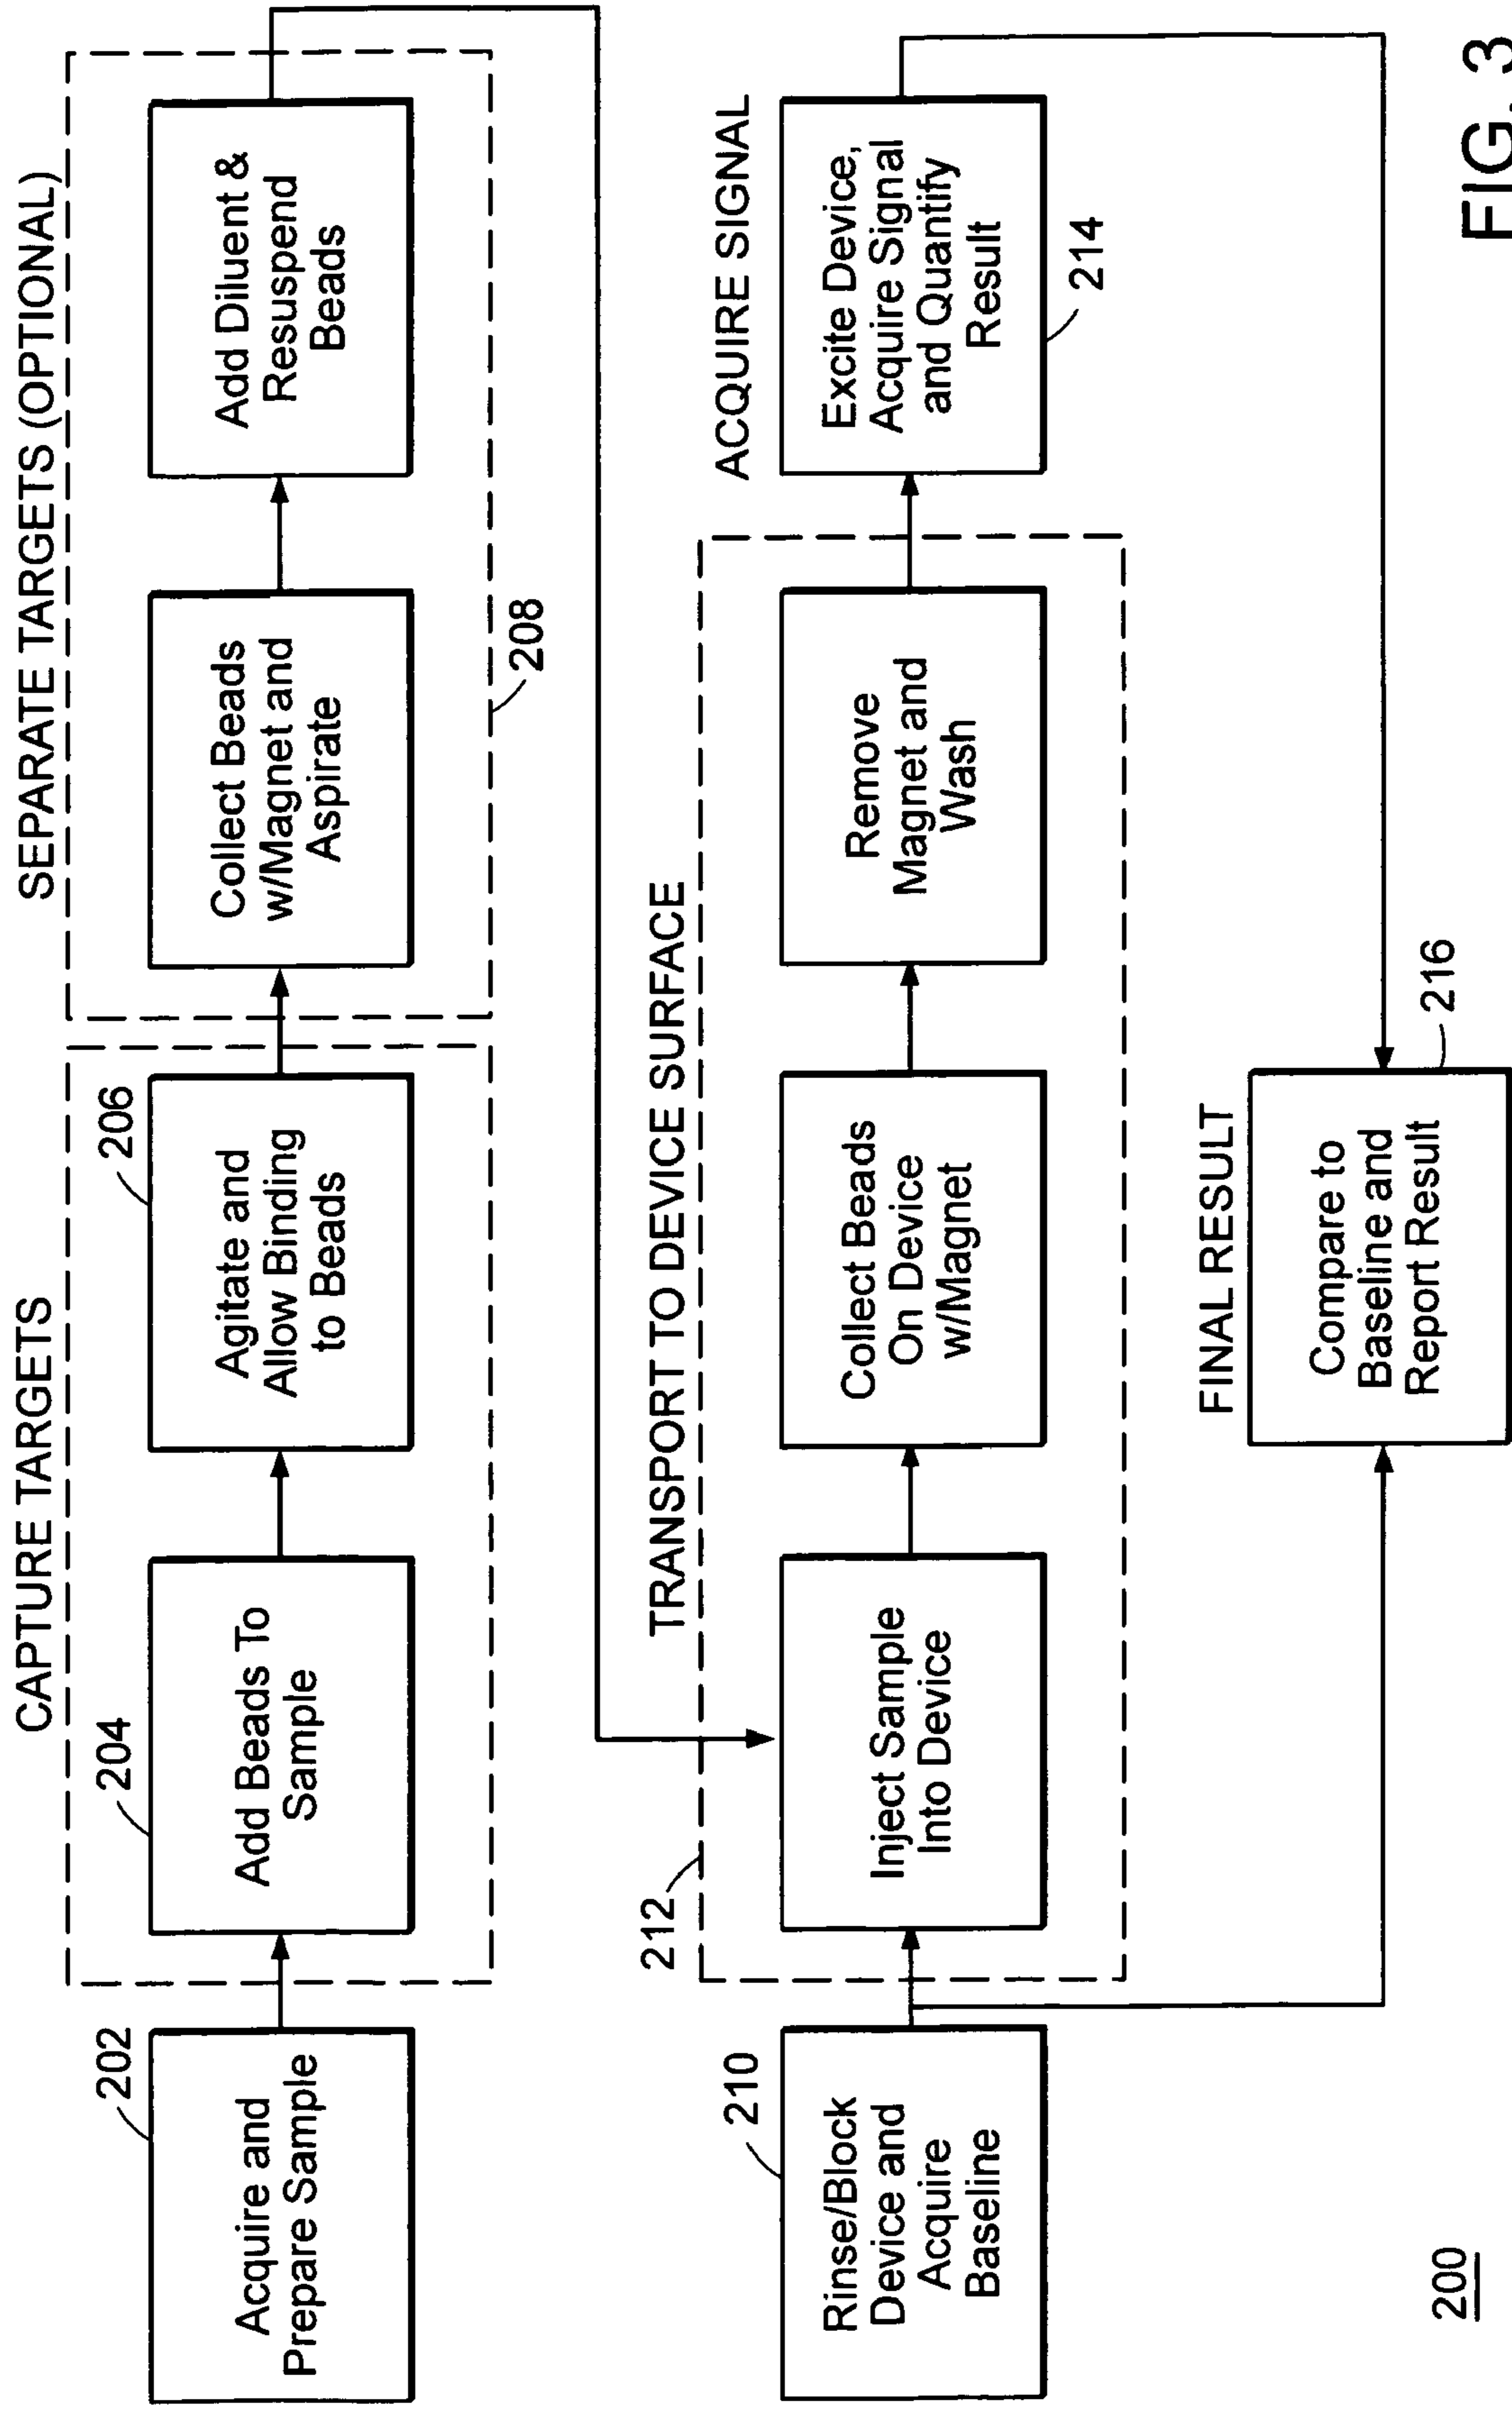 CAPTURE TARGETS
SEPARATE TARGETS (OPTIONAL)
202
Acquire and
Prepare Sample
204
Add Beads To
Sample
206
Agitate and
Allow Binding
to Beads
Collect Beads
w/Magnet and
Aspirate
208
Add Diluent &
Resuspend
Beads
TRANSPORT TO DEVICE SURFACE
ACQUIRE SIGNAL
210
Rinse/Block
Device and
Acquire
Baseline
212
Inject Sample
Into Device
Collect Beads
On Device
w/Magnet
Remove
Magnet and
Wash
Excite Device,
Acquire Signal
and Quantify
Result
214
FINAL RESULT
Compare to
Baseline and
Report Result
216
200
FIG. 3